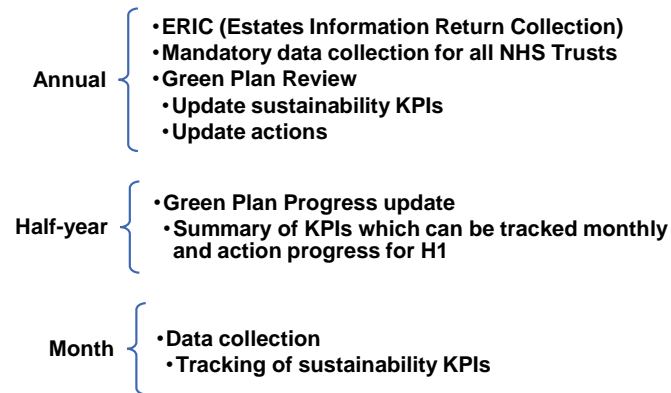 Annual
•ERIC (Estates Information Return Collection)
•Mandatory data collection for all NHS Trusts
•Green Plan Review
•Update sustainability KPIs
•Update actions
Half-year
•Green Plan Progress update
•Summary of KPIs which can be tracked monthly
and action progress for H1
Month
•Data collection
•Tracking of sustainability KPIs